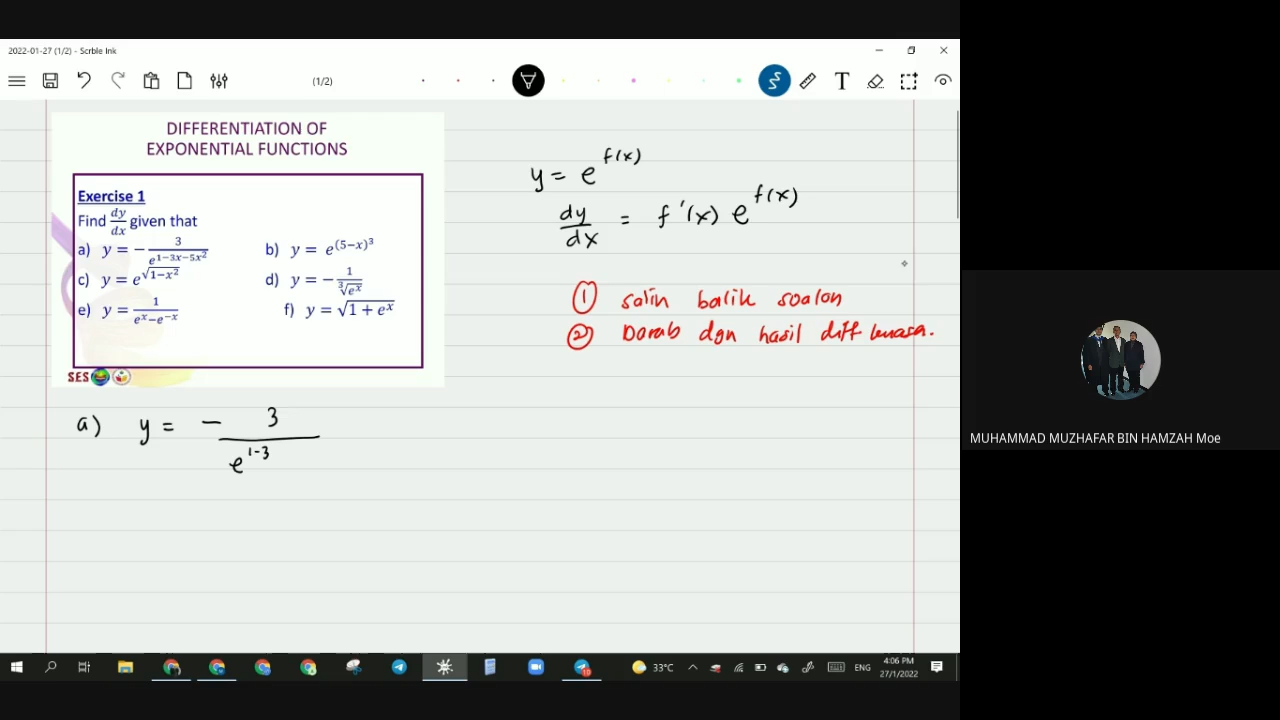 2022-01-27 (1/2) - Scrble Ink
(1/2)
T
DIFFERENTIATION OF
EXPONENTIAL FUNCTIONS
Exercise 1
Find dy/dx given that
a) y = − 3/e^(1−3x−5x²) b) y = e^((5−x)³)
c) y = e^(√(1−x²)) d) y = − 1/∛(eˣ)
e) y = 1/(eˣ−e⁻ˣ) f) y = √(1 + eˣ)
SES
y = e^f(x)
dy/dx = f'(x) e^f(x)
① salin balik soalan
② Darab dgn hasil diff kuasa.
a) y = − 3/e^(1-3)
MUHAMMAD MUZHAFAR BIN HAMZAH Moe
33°C ENG 4:06 PM
27/1/2022